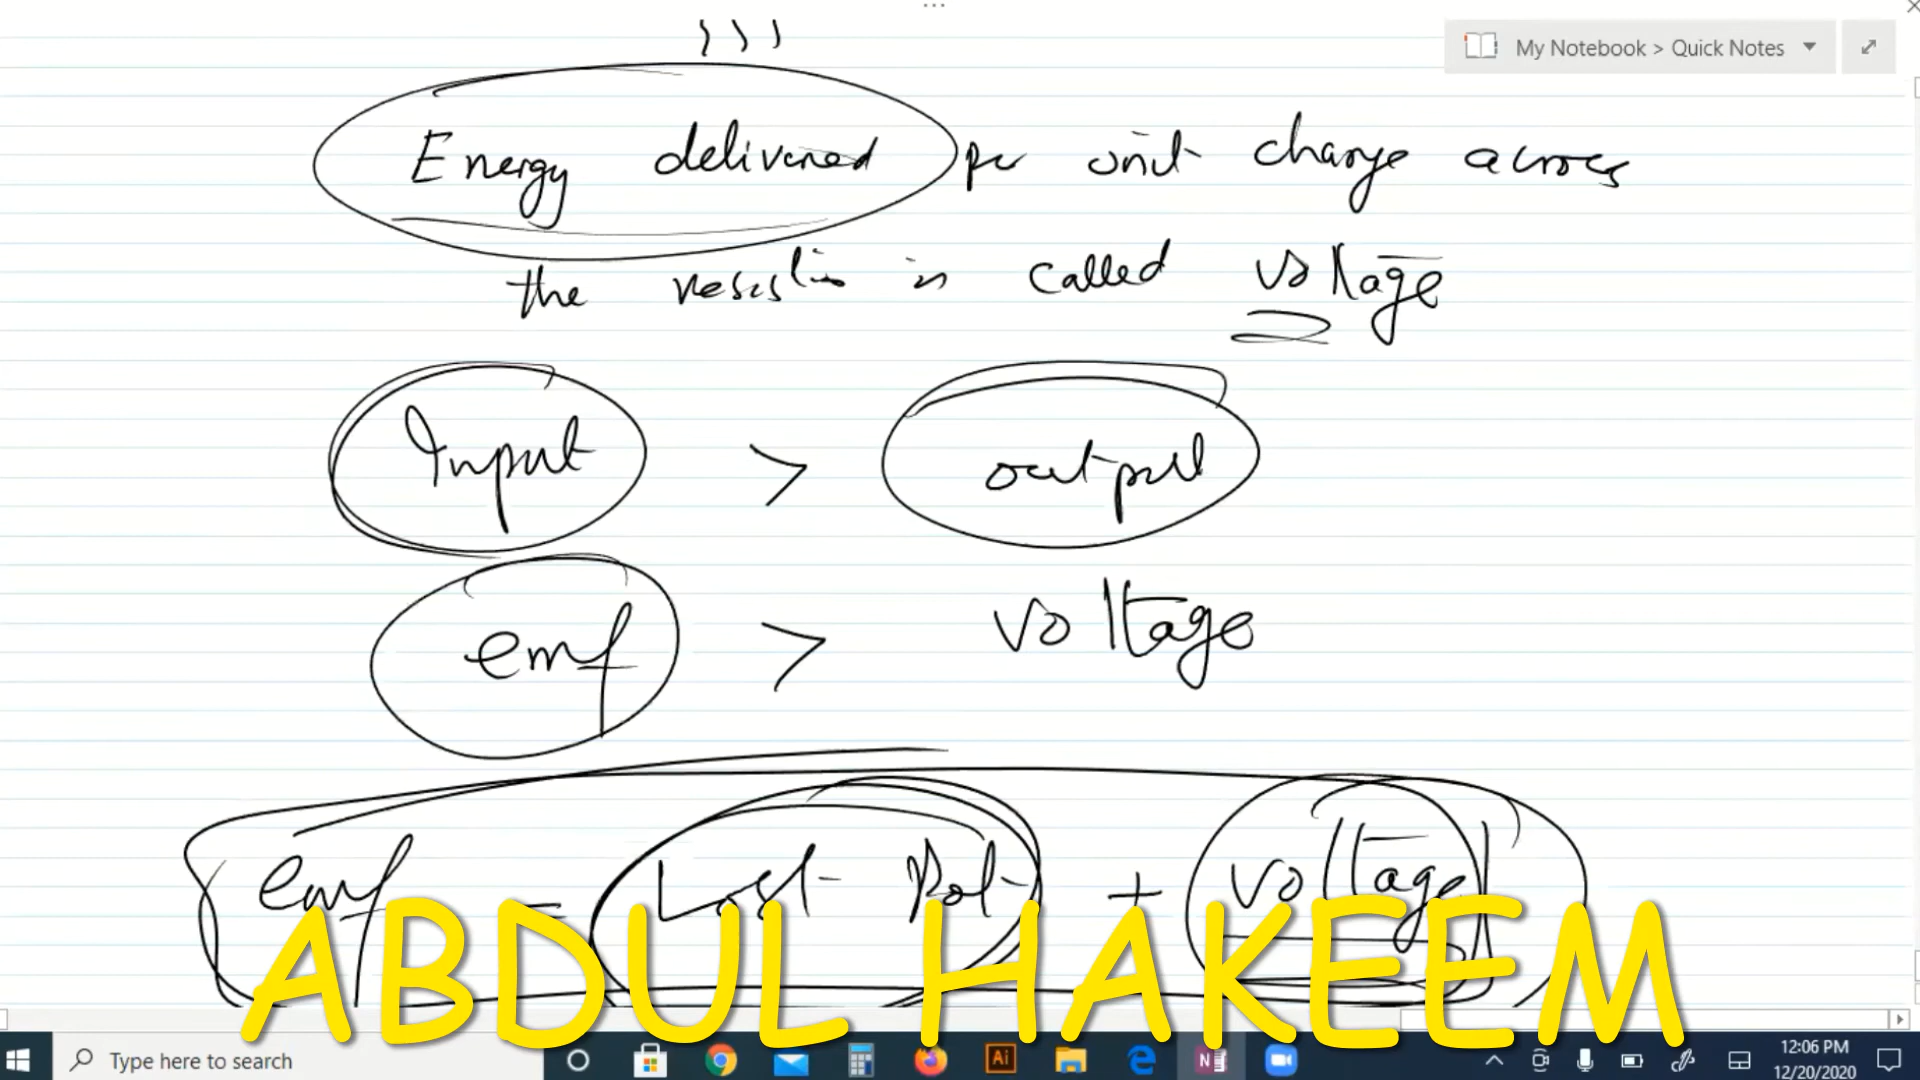 My Notebook > Quick Notes
Energy delivered per unit charge across
the is called voltage
Input > output
emf > voltage
emf = Lost Pot + voltage
ABDUL HAKEEM
Type here to search
Ai
N
12:06 PM
12/20/2020